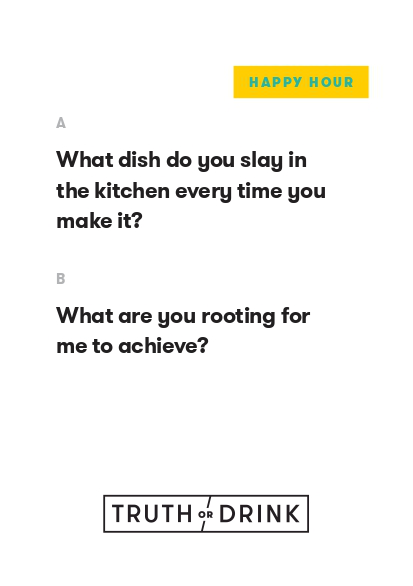 HAPPY HOUR
A
What dish do you slay in
the kitchen every time you
make it?
B
What are you rooting for
me to achieve?
TRUTH OR DRINK